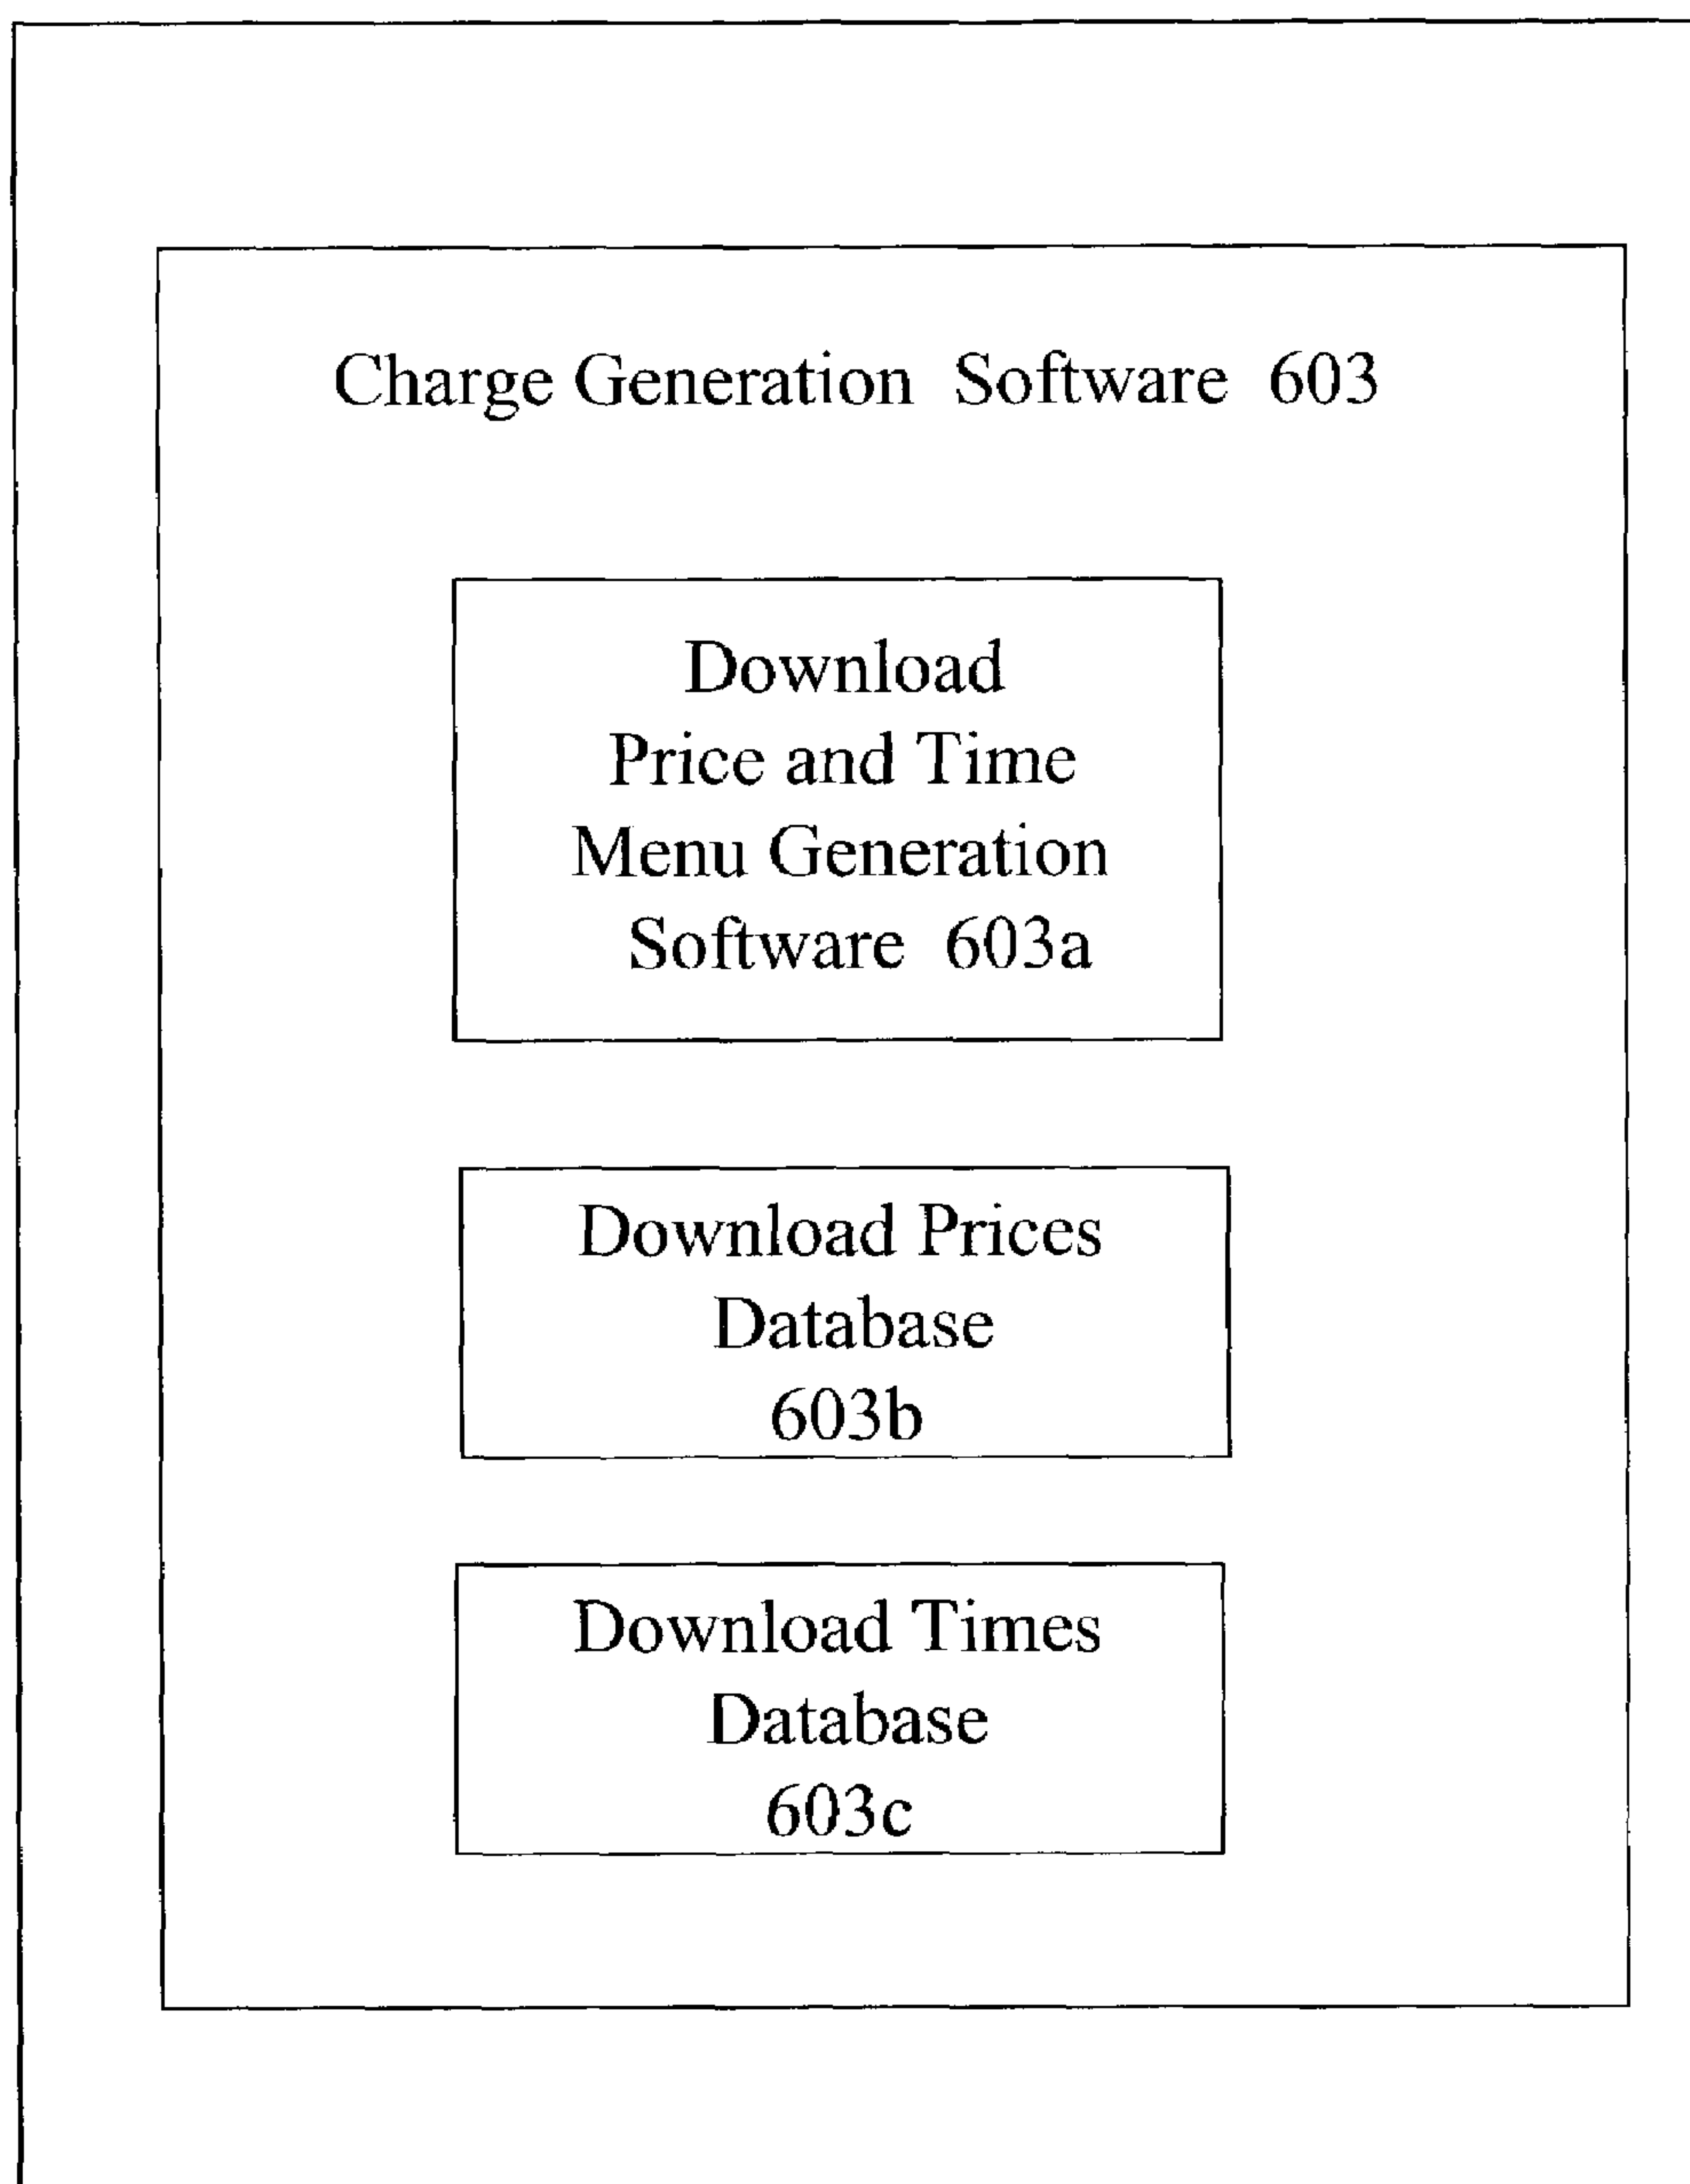 Charge Generation Software 603
Download
Price and Time
Menu Generation
Software 603a
Download Prices
Database
603b
Download Times
Database
603c